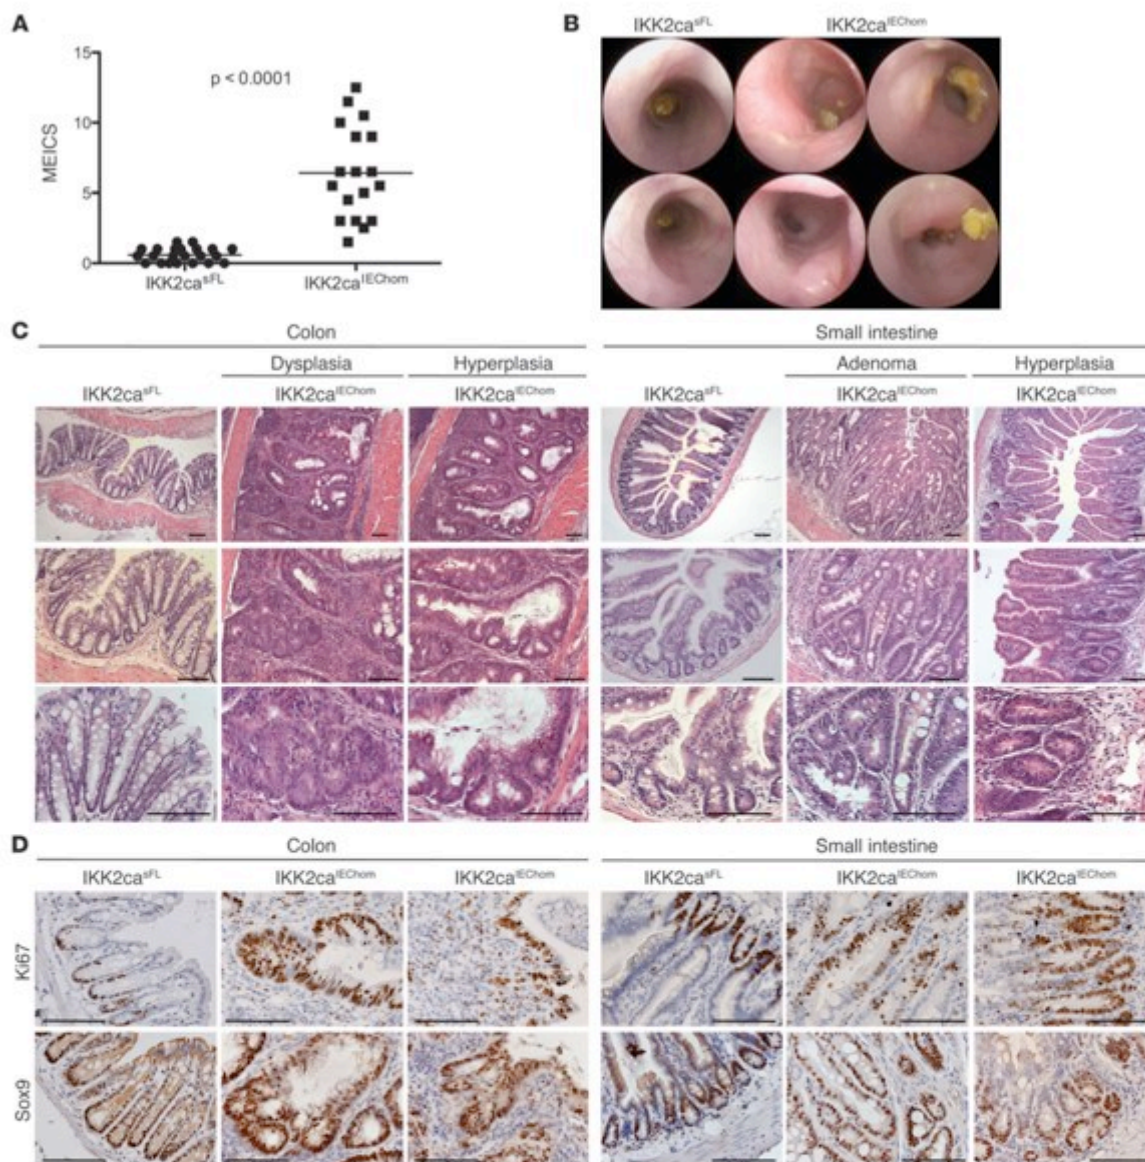 A
15
10
5
0
MEICS
p < 0.0001
IKK2ca^sFL
IKK2ca^IEChom
B
IKK2ca^sFL
IKK2ca^IEChom
C
Colon
Small intestine
Dysplasia
Hyperplasia
Adenoma
Hyperplasia
IKK2ca^sFL
IKK2ca^IEChom
IKK2ca^IEChom
IKK2ca^sFL
IKK2ca^IEChom
IKK2ca^IEChom
D
Colon
Small intestine
IKK2ca^sFL
IKK2ca^IEChom
IKK2ca^IEChom
IKK2ca^sFL
IKK2ca^IEChom
IKK2ca^IEChom
Ki67
Sox9